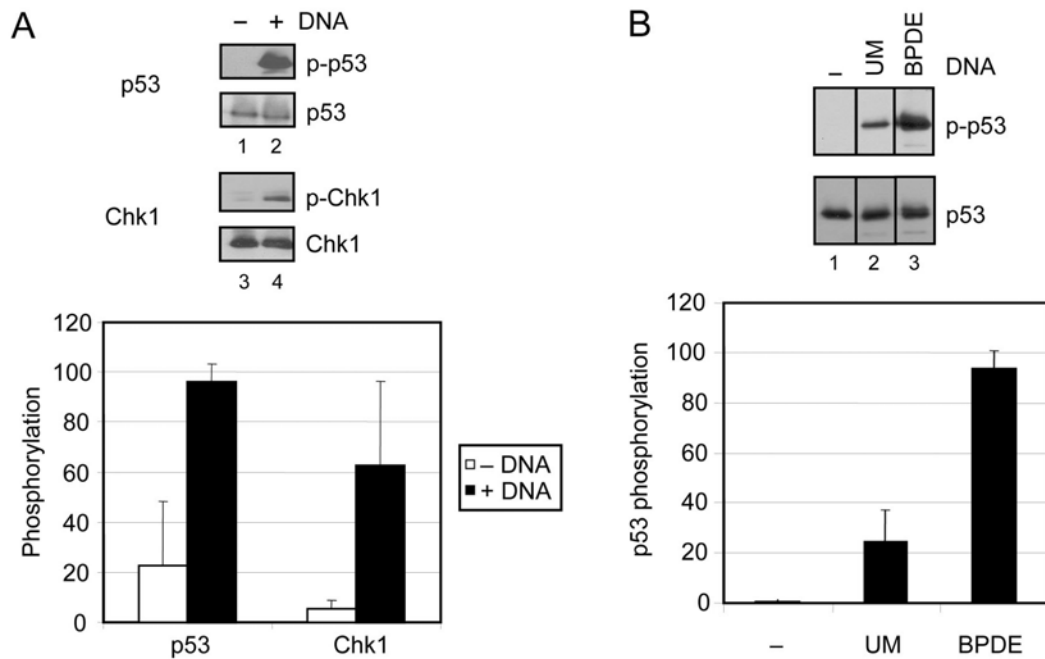 A
– + DNA
p53
p-p53
p53
1 2
Chk1
p-Chk1
Chk1
3 4
Phosphorylation
120
100
80
60
40
20
0
p53 Chk1
– DNA
+ DNA
B
– UM BPDE DNA
p-p53
p53
1 2 3
p53 phosphorylation
120
100
80
60
40
20
0
– UM BPDE